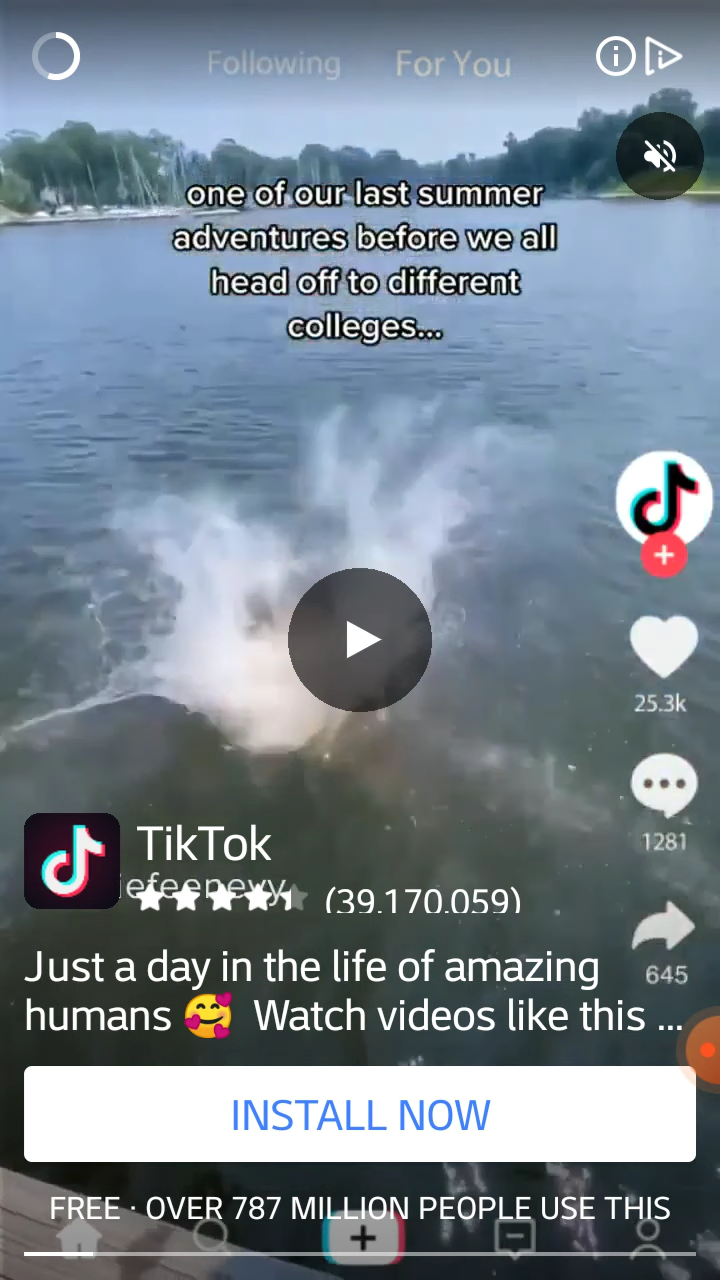 Following For You
one of our last summer
adventures before we all
head off to different
colleges...
25.3k
1281
TikTok
(39.170.059)
645
Just a day in the life of amazing
humans 🥰 Watch videos like this ...
INSTALL NOW
FREE · OVER 787 MILLION PEOPLE USE THIS